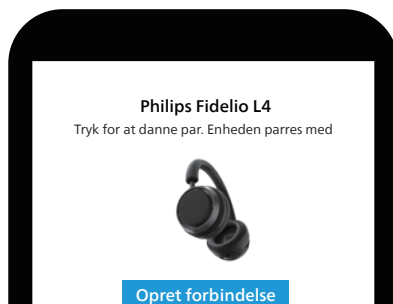 Philips Fidelio L4
Tryk for at danne par. Enheden parres med
Opret forbindelse